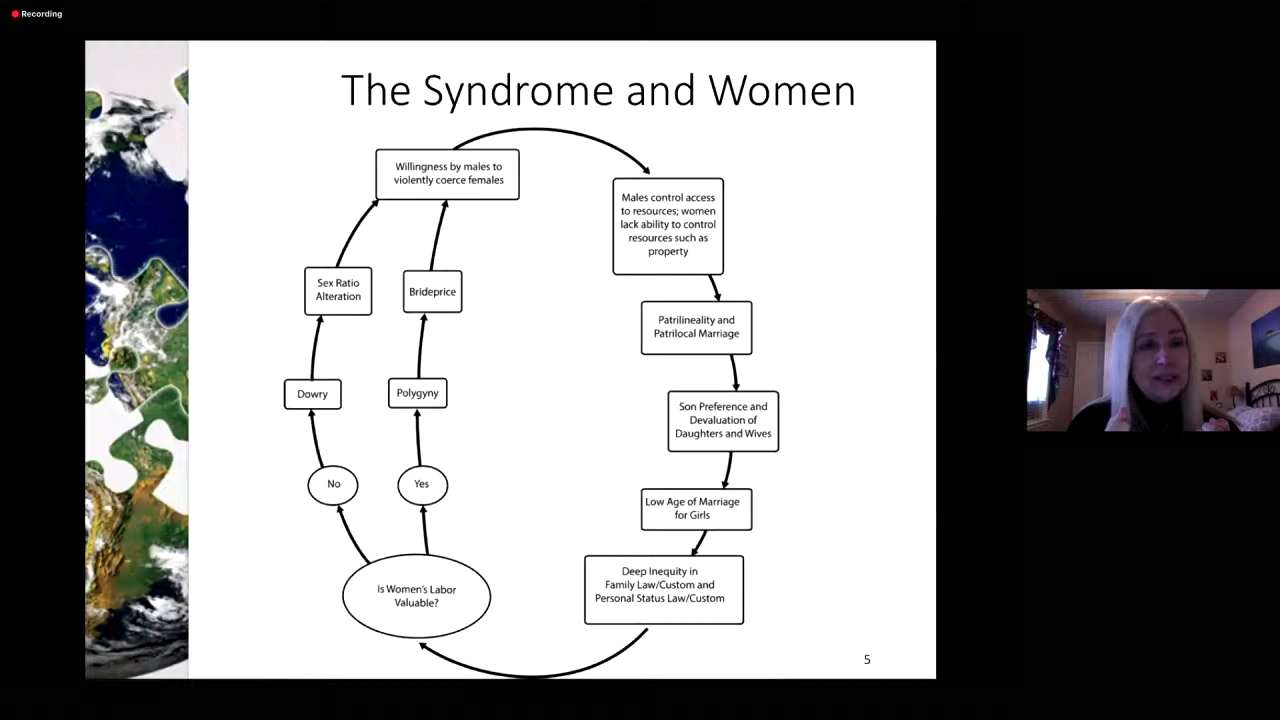 Recording
The Syndrome and Women
Willingness by males to
violently coerce females
Males control access
to resources; women
lack ability to control
resources such as
property
Patrilineality and
Patrilocal Marriage
Son Preference and
Devaluation of
Daughters and Wives
Low Age of Marriage
for Girls
Deep Inequity in
Family Law/Custom and
Personal Status Law/Custom
Is Women's Labor
Valuable?
No
Yes
Dowry
Polygyny
Sex Ratio
Alteration
Brideprice
5